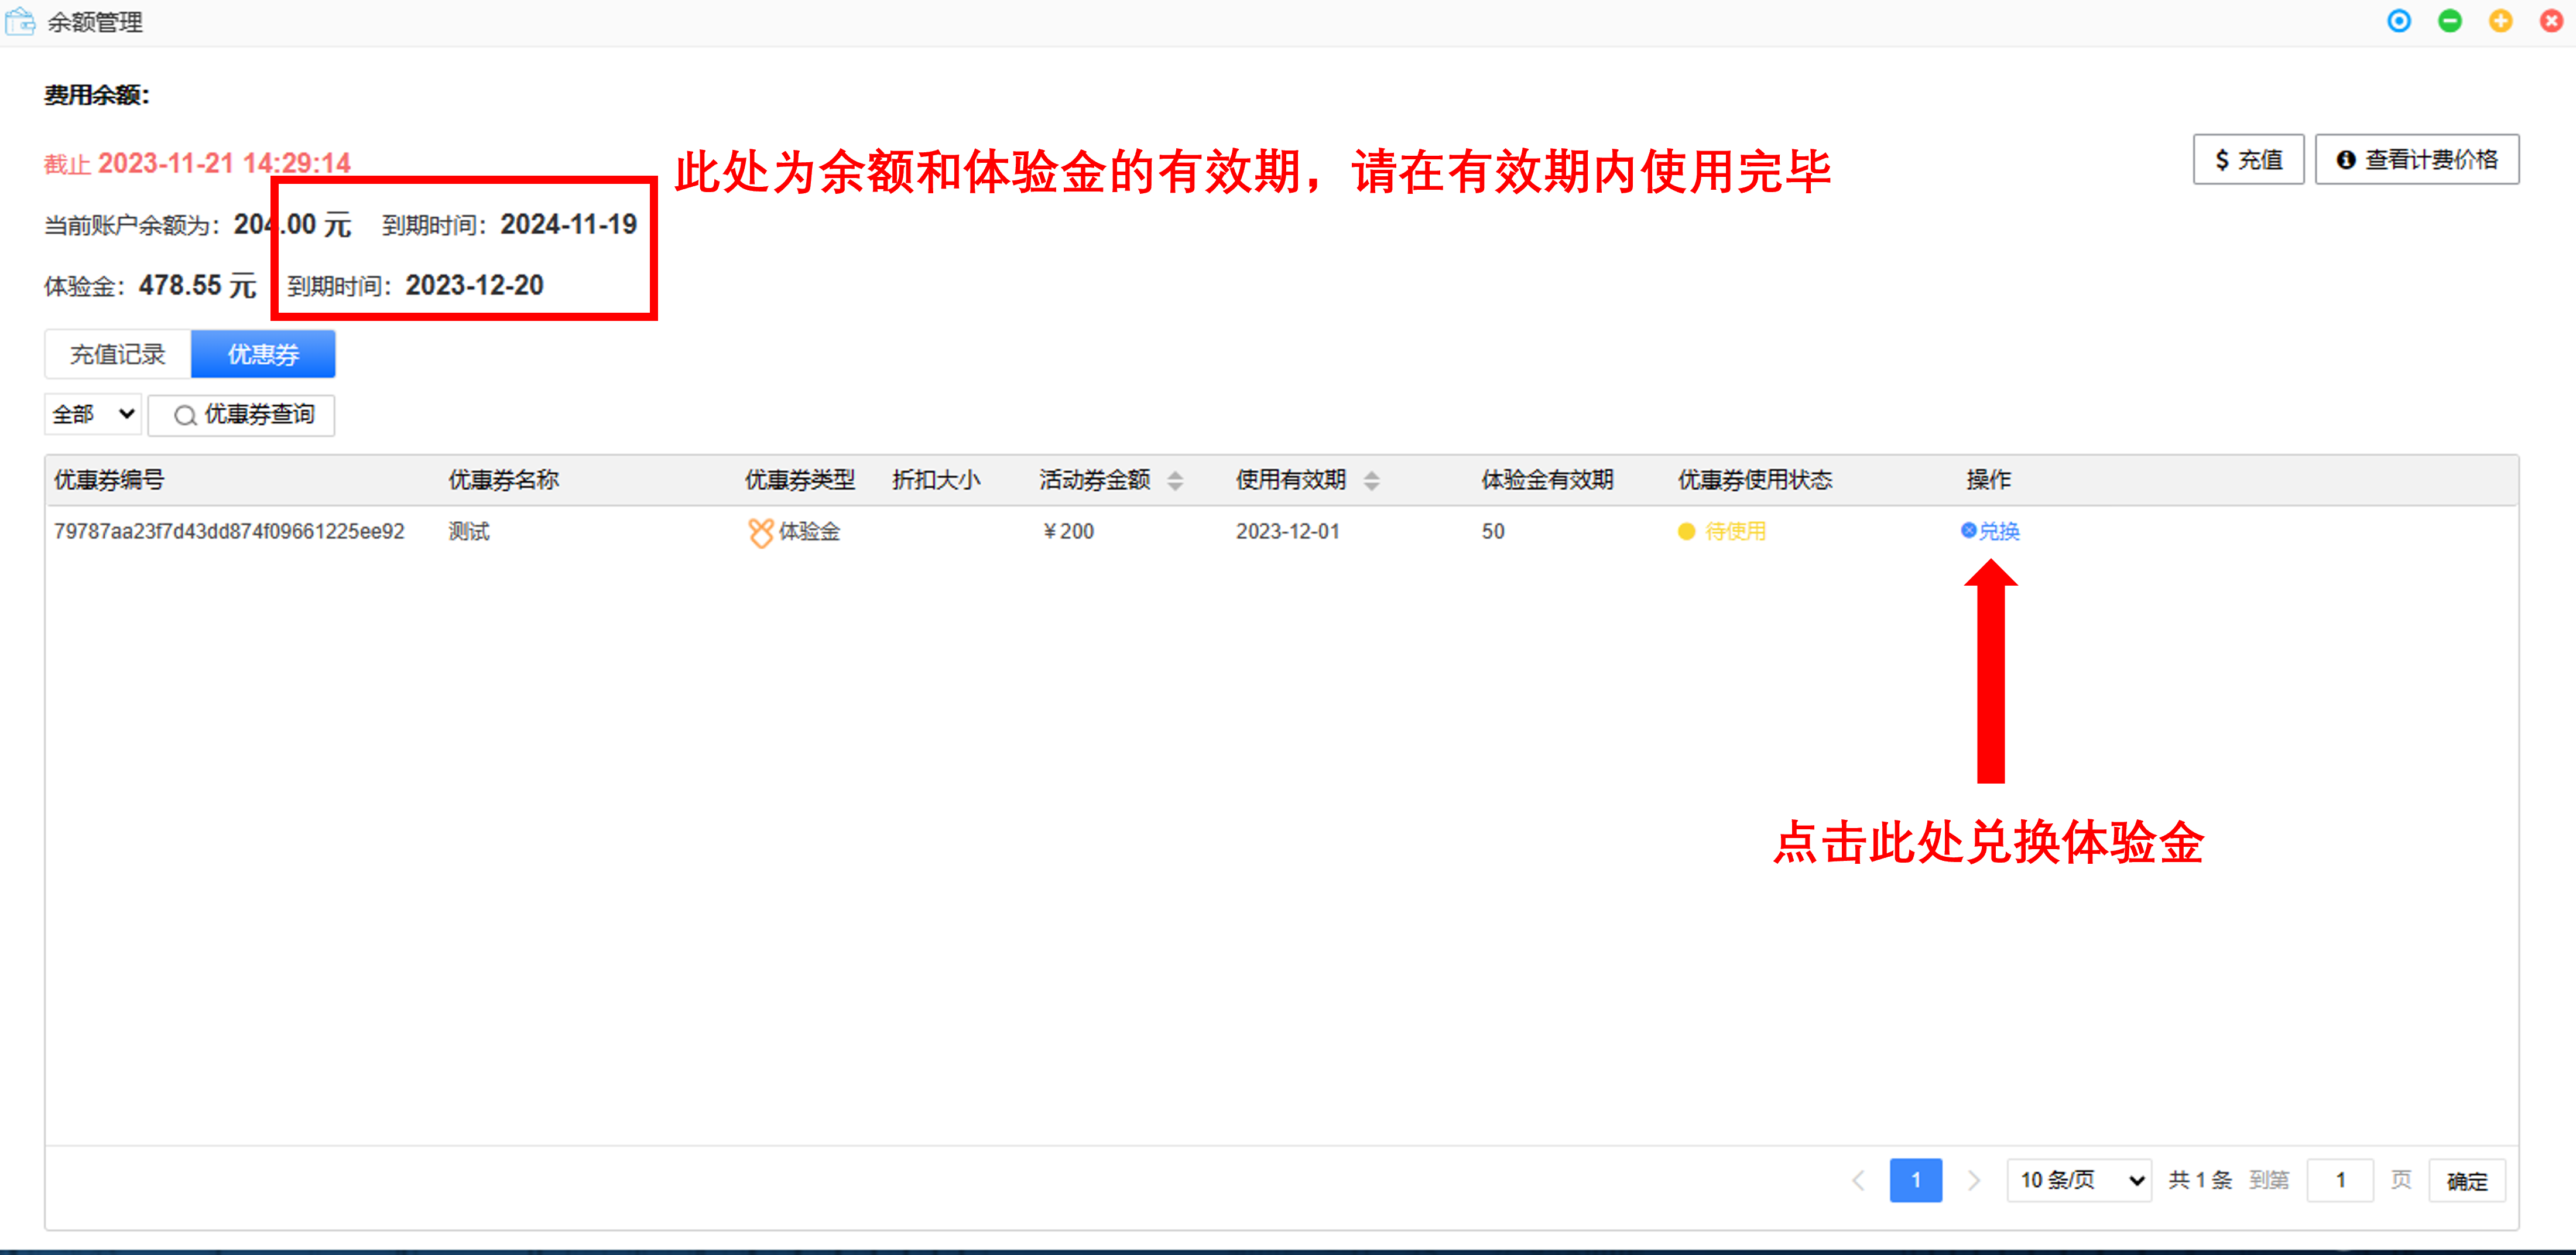 余额管理
费用余额：
截止 2023-11-21 14:29:14
此处为余额和体验金的有效期，请在有效期内使用完毕
$ 充值
查看计费价格
当前账户余额为：204.00 元 到期时间：2024-11-19
体验金：478.55 元 到期时间：2023-12-20
充值记录 优惠券
全部 优惠券查询
优惠券编号 优惠券名称 优惠券类型 折扣大小 活动券金额 使用有效期 体验金有效期 优惠券使用状态 操作
79787aa23f7d43dd874f09661225ee92 测试 体验金 ￥200 2023-12-01 50 待使用 兑换
点击此处兑换体验金
1 10 条/页 共 1 条 到第 1 页 确定